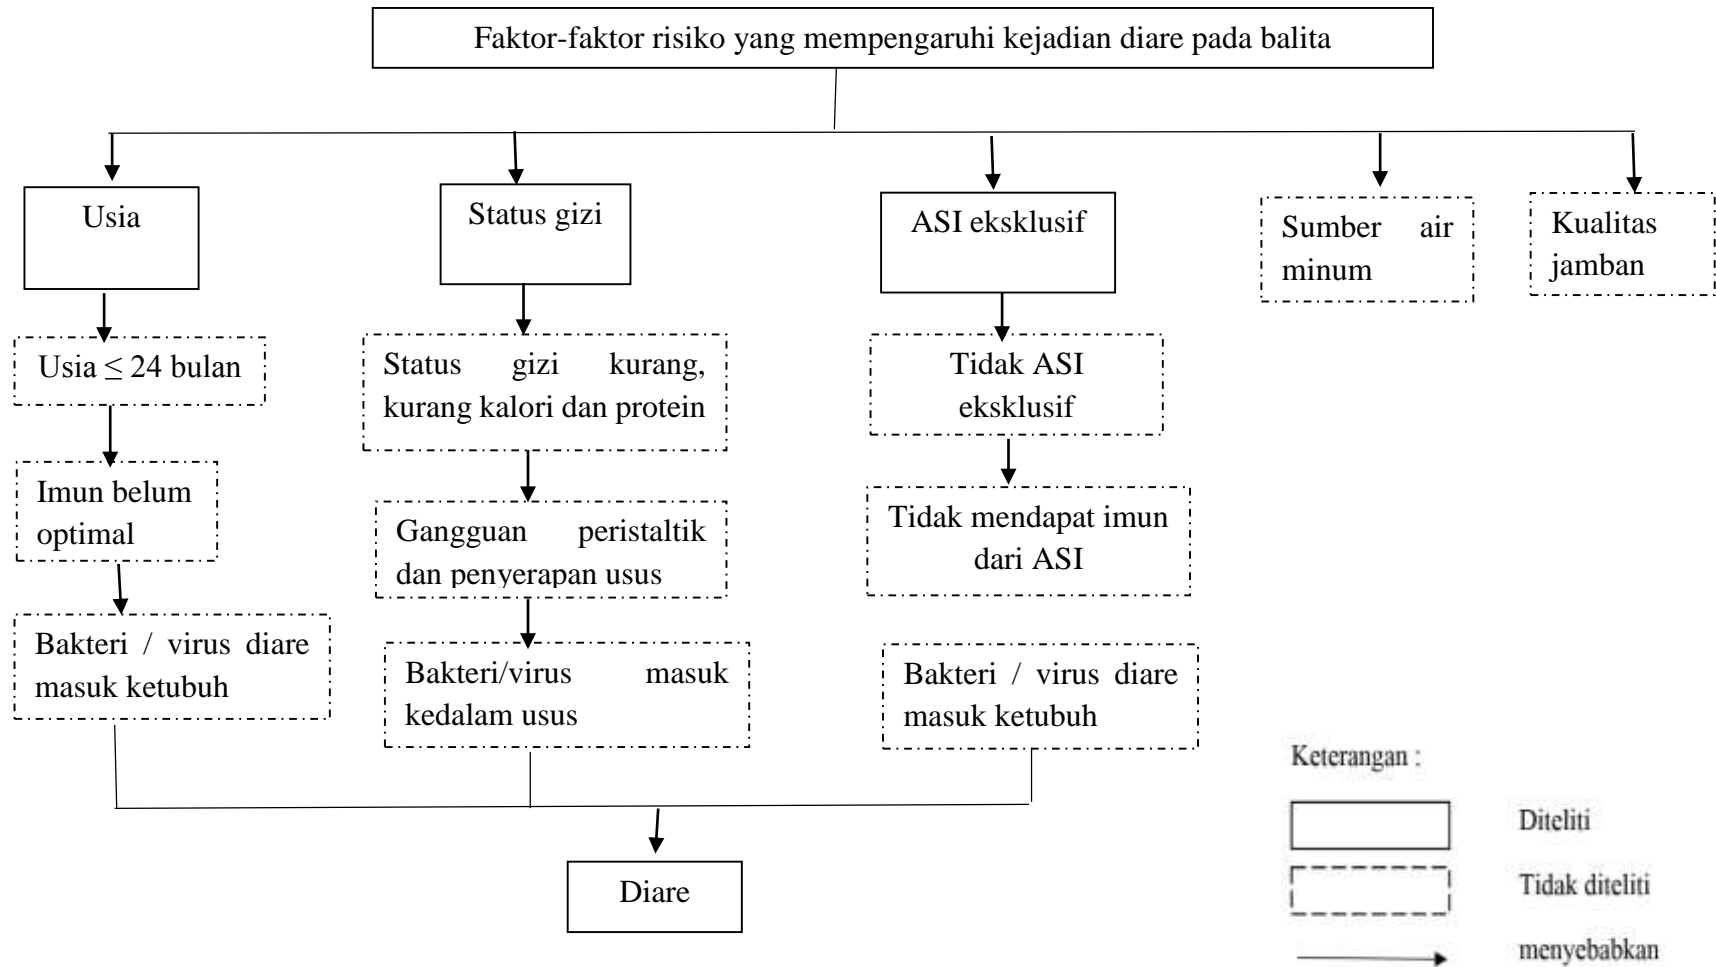 Faktor-faktor risiko yang mempengaruhi kejadian diare pada balita
Usia
Status gizi
ASI eksklusif
Sumber air
minum
Kualitas
jamban
Usia ≤ 24 bulan
Status gizi kurang,
kurang kalori dan protein
Tidak ASI
eksklusif
Imun belum
optimal
Gangguan peristaltik
dan penyerapan usus
Tidak mendapat imun
dari ASI
Bakteri / virus diare
masuk ketubuh
Bakteri/virus masuk
kedalam usus
Bakteri / virus diare
masuk ketubuh
Diare
Keterangan :
Diteliti
Tidak diteliti
menyebabkan